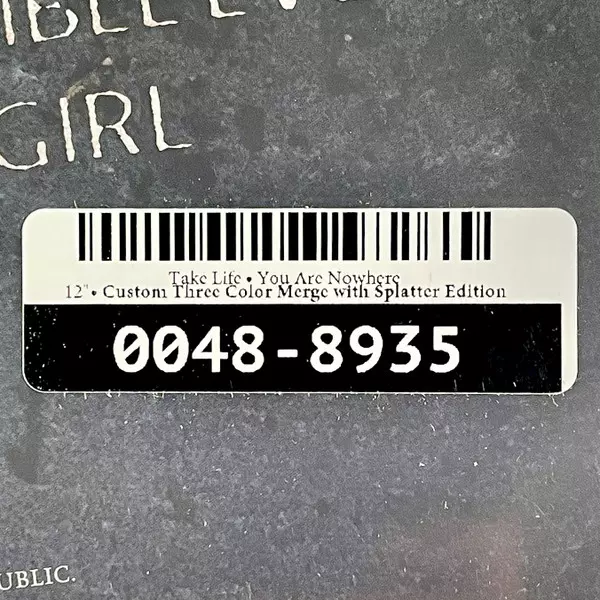 GIRL
Take Life • You Are Nowhere
12" • Custom Three Color Merge with Splatter Edition
0048-8935